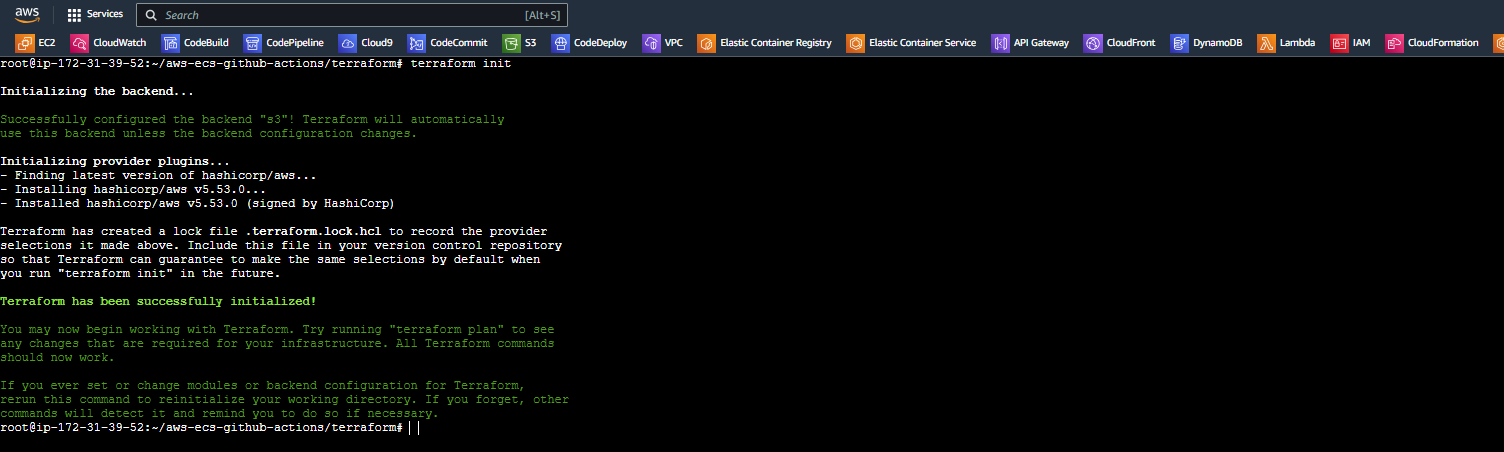 aws
Services
Search
[Alt+S]
EC2 CloudWatch CodeBuild CodePipeline Cloud9 CodeCommit S3 CodeDeploy VPC Elastic Container Registry Elastic Container Service API Gateway CloudFront DynamoDB Lambda IAM CloudFormation
root@ip-172-31-39-52:~/aws-ecs-github-actions/terraform# terraform init
Initializing the backend...
Successfully configured the backend "s3"! Terraform will automatically
use this backend unless the backend configuration changes.
Initializing provider plugins...
- Finding latest version of hashicorp/aws...
- Installing hashicorp/aws v5.53.0...
- Installed hashicorp/aws v5.53.0 (signed by HashiCorp)
Terraform has created a lock file .terraform.lock.hcl to record the provider
selections it made above. Include this file in your version control repository
so that Terraform can guarantee to make the same selections by default when
you run "terraform init" in the future.
Terraform has been successfully initialized!
You may now begin working with Terraform. Try running "terraform plan" to see
any changes that are required for your infrastructure. All Terraform commands
should now work.
If you ever set or change modules or backend configuration for Terraform,
rerun this command to reinitialize your working directory. If you forget, other
commands will detect it and remind you to do so if necessary.
root@ip-172-31-39-52:~/aws-ecs-github-actions/terraform#